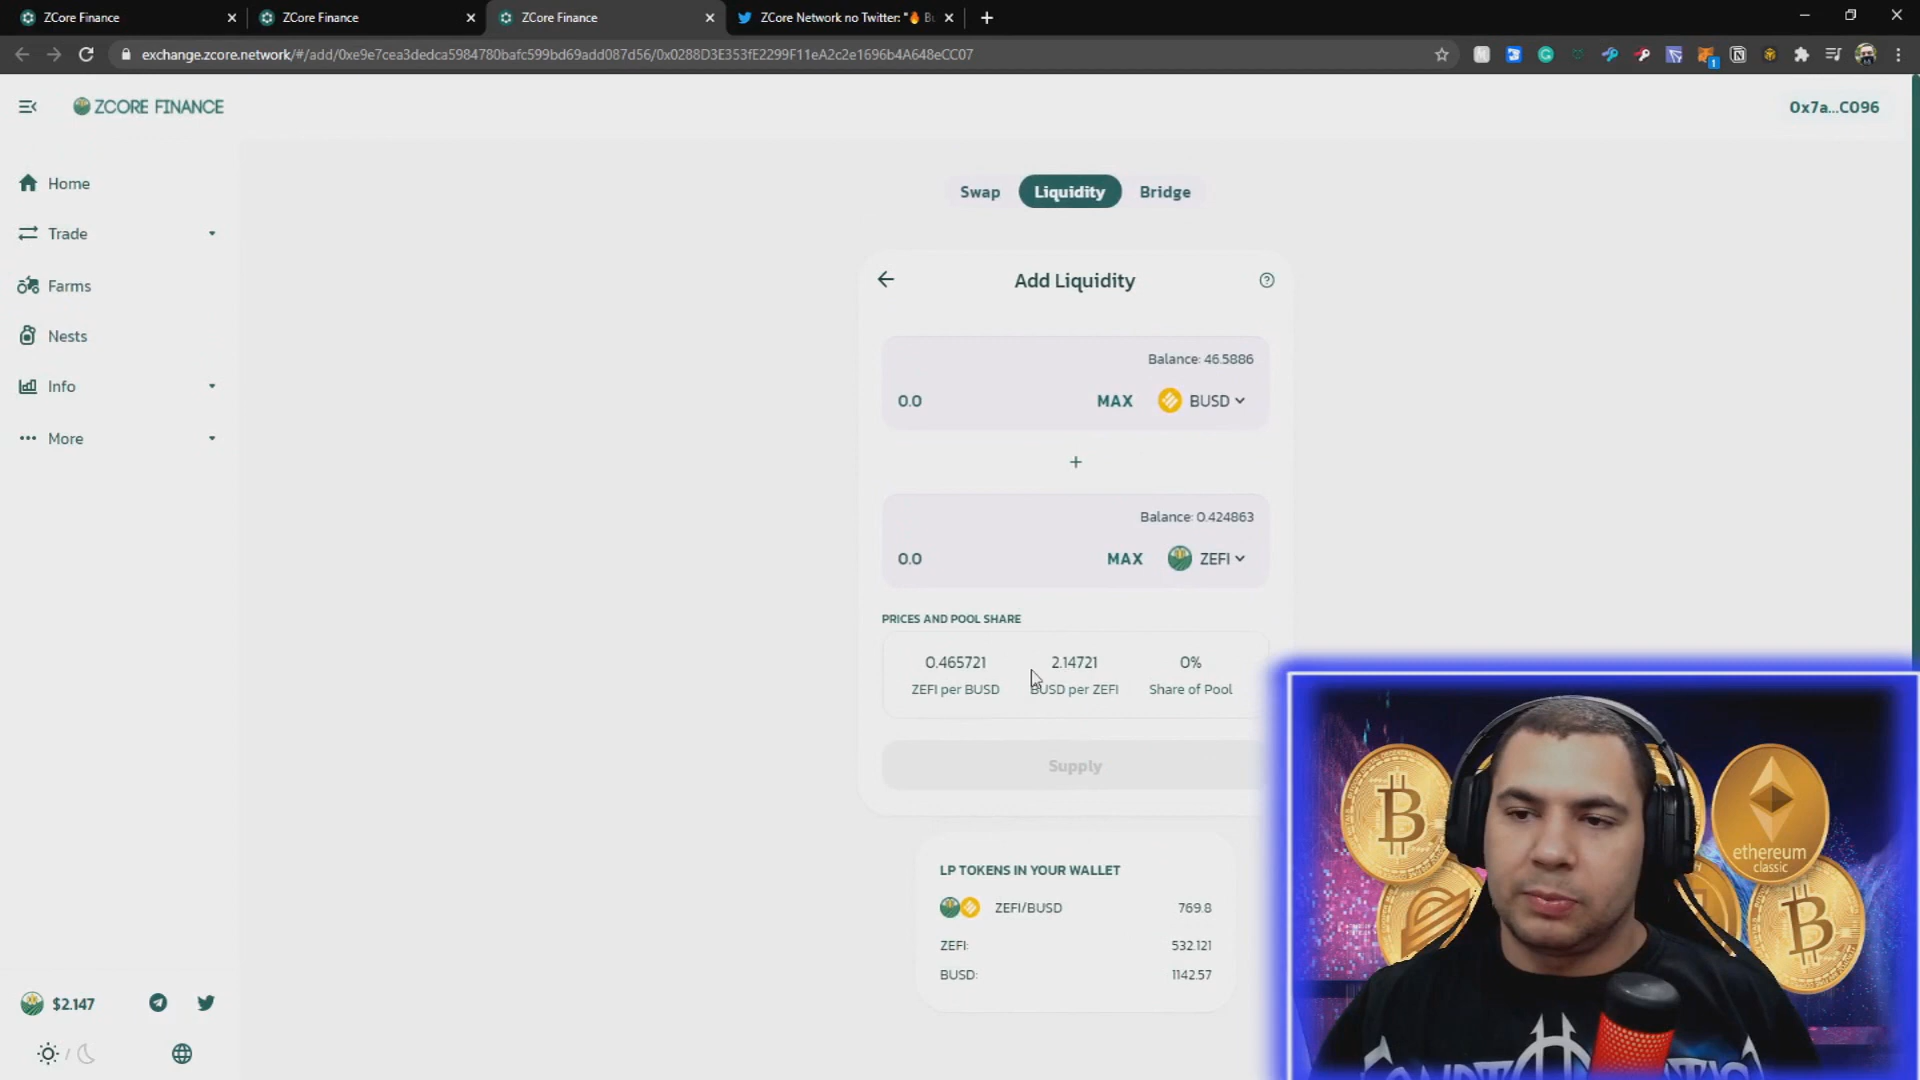 ZCore Finance
ZCore Finance
ZCore Finance
ZCore Network no Twitter: "🔥 Bu
exchange.zcore.network/#/add/0xe9e7cea3dedca5984780bafc599bd69add087d56/0x0288D3E353fE2299F11eA2c2e1696b4A648eCC07
1
ZCORE FINANCE
0x7a...C096
Home
Trade
Farms
Nests
Info
More
Swap
Liquidity
Bridge
Add Liquidity
Balance: 46.5886
0.0
MAX
BUSD
+
Balance: 0.424863
0.0
MAX
ZEFI
PRICES AND POOL SHARE
0.465721
2.14721
0%
ZEFI per BUSD
BUSD per ZEFI
Share of Pool
Supply
LP TOKENS IN YOUR WALLET
ZEFI/BUSD
769.8
ZEFI:
532.121
BUSD:
1142.57
$2.147
/
ethereum
classic